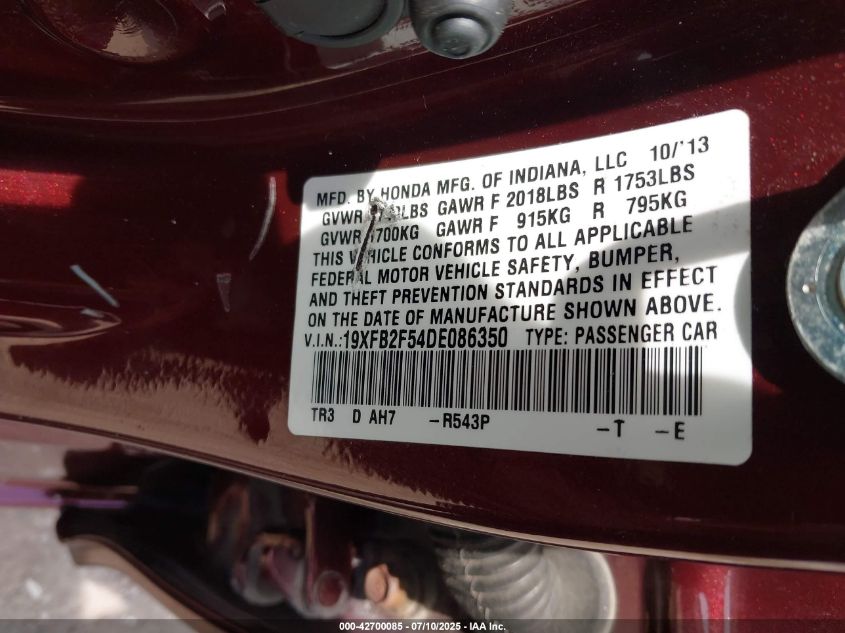 MFD. BY HONDA MFG. OF INDIANA, LLC 10/'13
GVWR LBS GAWR F 2018LBS R 1753LBS
GVWR 1700KG GAWR F 915KG R 795KG
THIS VEHICLE CONFORMS TO ALL APPLICABLE
FEDERAL MOTOR VEHICLE SAFETY, BUMPER,
AND THEFT PREVENTION STANDARDS IN EFFECT
ON THE DATE OF MANUFACTURE SHOWN ABOVE.
V.I.N.:19XFB2F54DE086350 TYPE: PASSENGER CAR
TR3 D AH7 -R543P -T -E
000-42700085 - 07/10/2025 - IAA Inc.